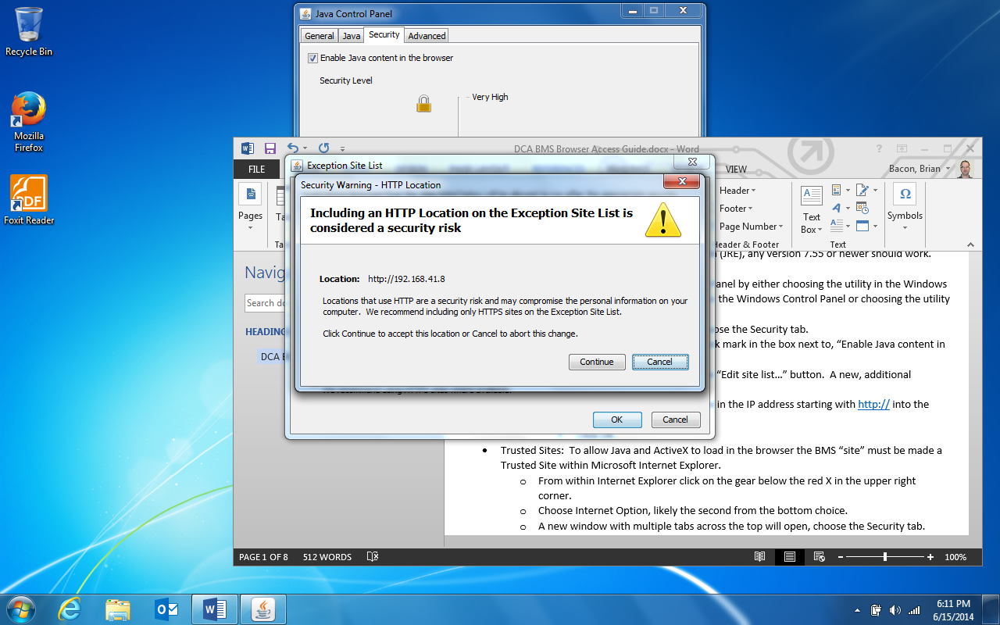 Recycle Bin
Mozilla
Firefox
PDF
Foxit Reader
Java Control Panel
General Java Security Advanced
Enable Java content in the browser
Security Level
Very High
DCA BMS Browser Access Guide.docx - Word
FILE
VIEW
Bacon, Brian
Pages
Header
Footer
Page Number
Header & Footer
Text
Box
Text
Symbols
Exception Site List
Security Warning - HTTP Location
Including an HTTP Location on the Exception Site List is
considered a security risk
Location: http://192.168.41.8
Locations that use HTTP are a security risk and may compromise the personal information on your
computer. We recommend including only HTTPS sites on the Exception Site List.
Click Continue to accept this location or Cancel to abort this change.
Continue Cancel
OK Cancel
Navig
Search do
HEADING
DCA B
(JRE), any version 7.55 or newer should work.
anel by either choosing the utility in the Windows
the Windows Control Panel or choosing the utility
ose the Security tab.
k mark in the box next to, “Enable Java content in
“Edit site list…” button. A new, additional
in the IP address starting with http:// into the
• Trusted Sites: To allow Java and ActiveX to load in the browser the BMS “site” must be made a
Trusted Site within Microsoft Internet Explorer.
o From within Internet Explorer click on the gear below the red X in the upper right
corner.
o Choose Internet Option, likely the second from the bottom choice.
o A new window with multiple tabs across the top will open, choose the Security tab.
PAGE 1 OF 8 512 WORDS
100%
6:11 PM
6/15/2014